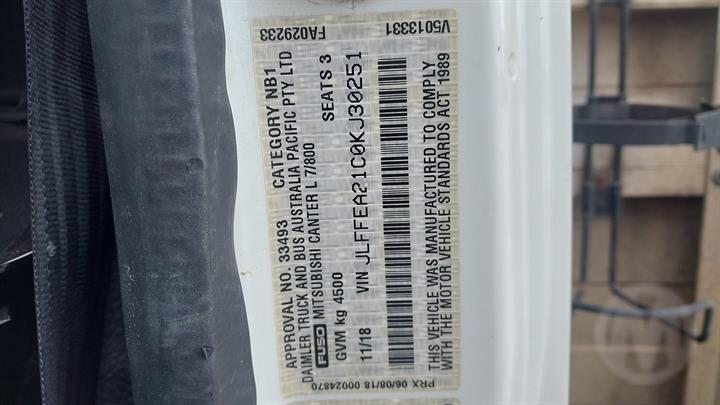 FA029233 V5013331
APPROVAL NO. 33493 CATEGORY NB1
DAIMLER TRUCK AND BUS AUSTRALIA PACIFIC PTY LTD
FUSO MITSUBISHI CANTER L 7/800
GVM kg 4500 SEATS 3
VIN JLFFEA21C0KJ30251
11/18
THIS VEHICLE WAS MANUFACTURED TO COMPLY
WITH THE MOTOR VEHICLE STANDARDS ACT 1989
PRX 06/08/18 00024870
M